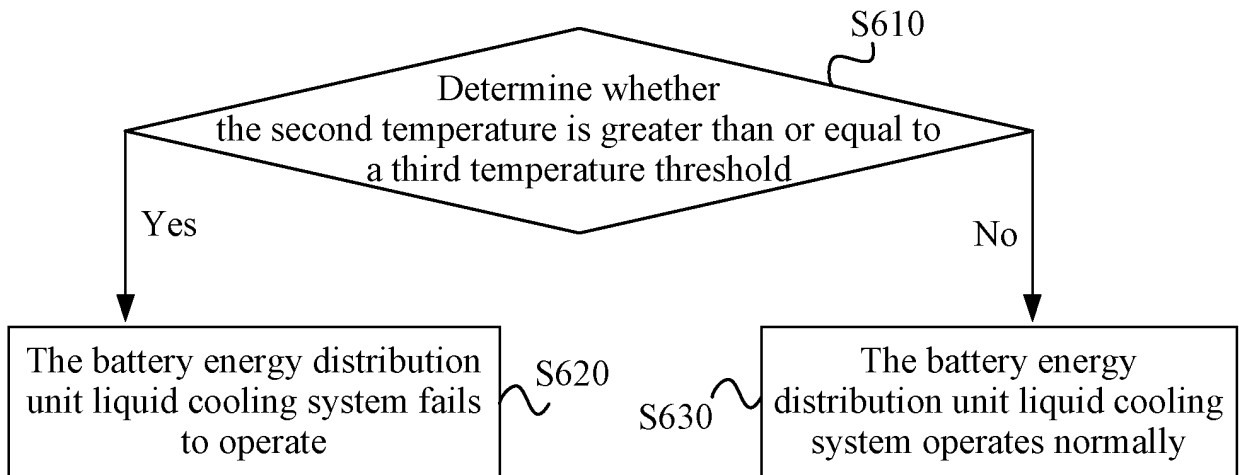 S610
Determine whether
the second temperature is greater than or equal to
a third temperature threshold
Yes
No
The battery energy distribution
unit liquid cooling system fails
to operate
S620
S630
The battery energy
distribution unit liquid cooling
system operates normally